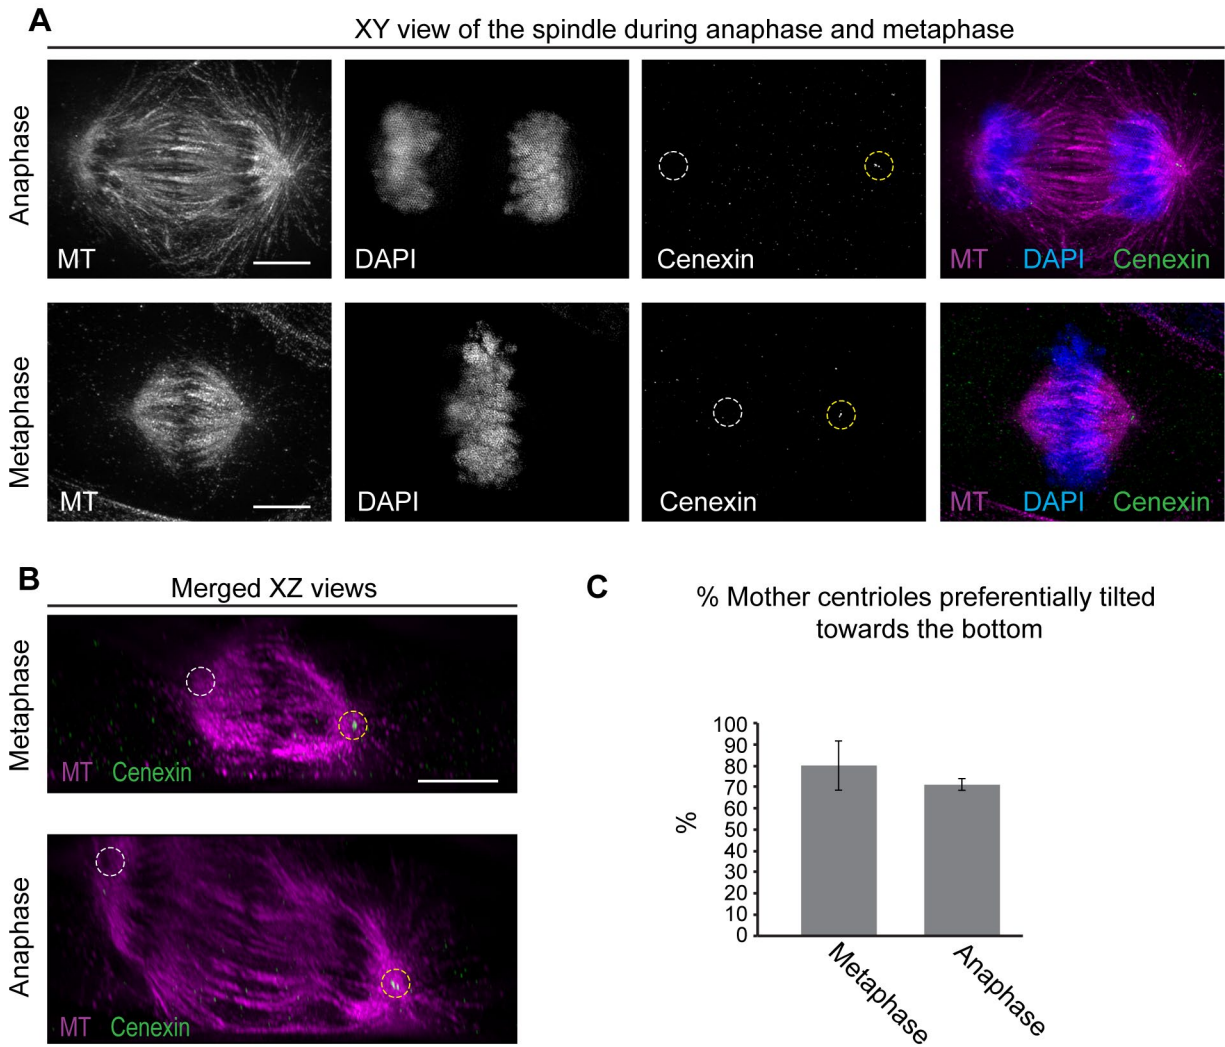 A
XY view of the spindle during anaphase and metaphase
Anaphase
MT
DAPI
Cenexin
MT DAPI Cenexin
Metaphase
MT
DAPI
Cenexin
MT DAPI Cenexin
B
Merged XZ views
Metaphase
MT Cenexin
Anaphase
MT Cenexin
C
% Mother centrioles preferentially tilted
towards the bottom
%
100
90
80
70
60
50
40
30
20
10
0
Metaphase
Anaphase